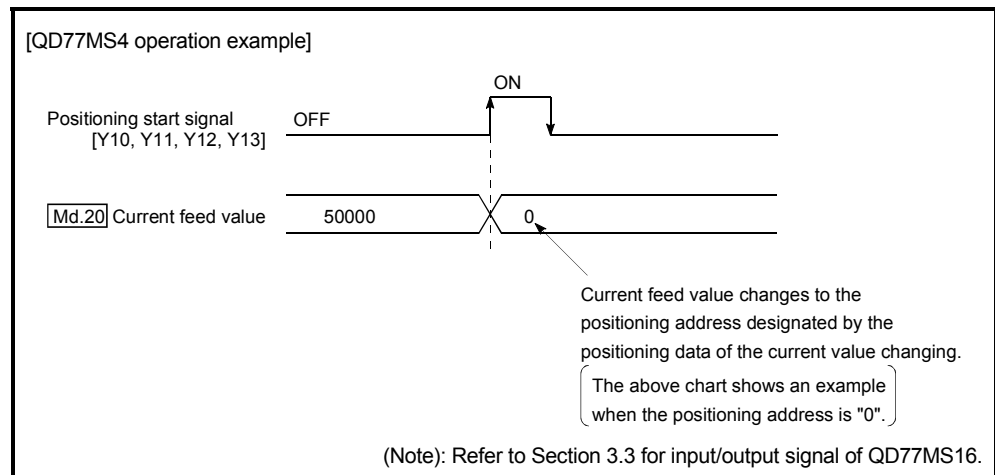 [QD77MS4 operation example]
ON
Positioning start signal
[Y10, Y11, Y12, Y13]
OFF
Md.20 Current feed value
50000
0
Current feed value changes to the
positioning address designated by the
positioning data of the current value changing.
The above chart shows an example
when the positioning address is "0".
(Note): Refer to Section 3.3 for input/output signal of QD77MS16.